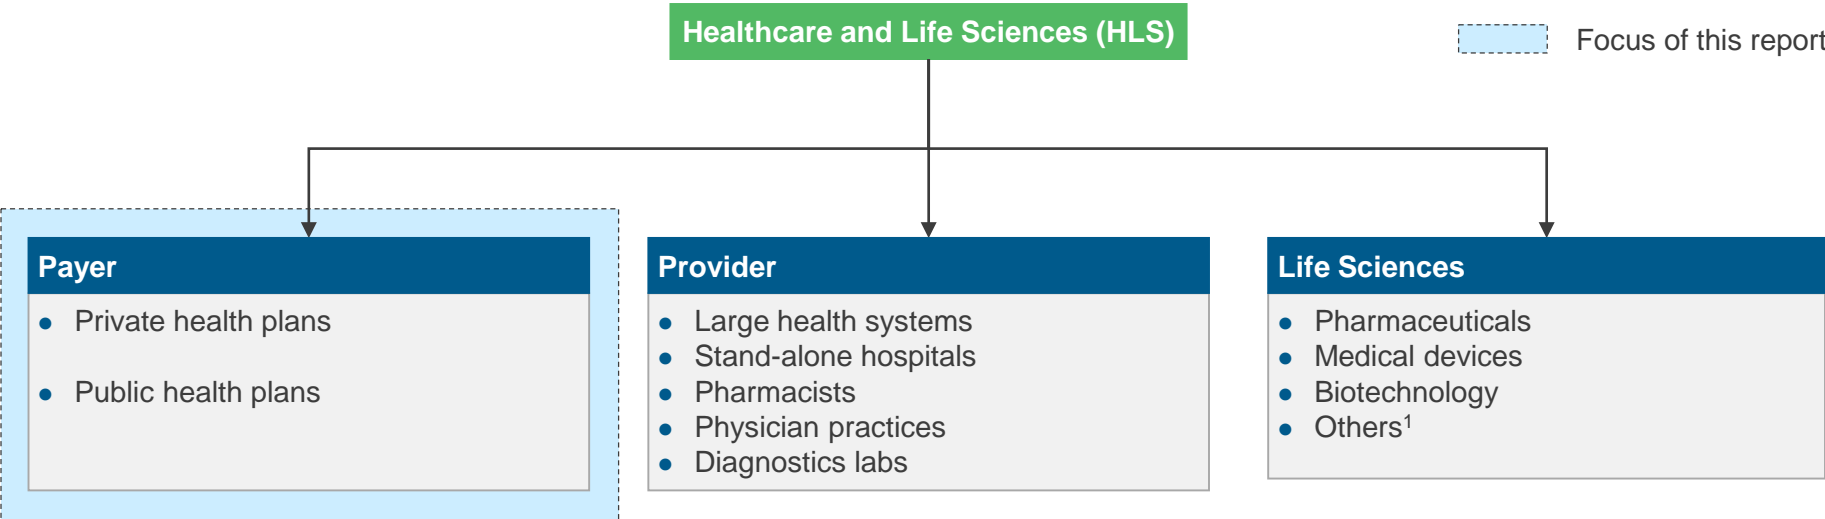 Healthcare and Life Sciences (HLS)
Focus of this report
Payer
● Private health plans
● Public health plans
Provider
● Large health systems
● Stand-alone hospitals
● Pharmacists
● Physician practices
● Diagnostics labs
Life Sciences
● Pharmaceuticals
● Medical devices
● Biotechnology
● Others¹